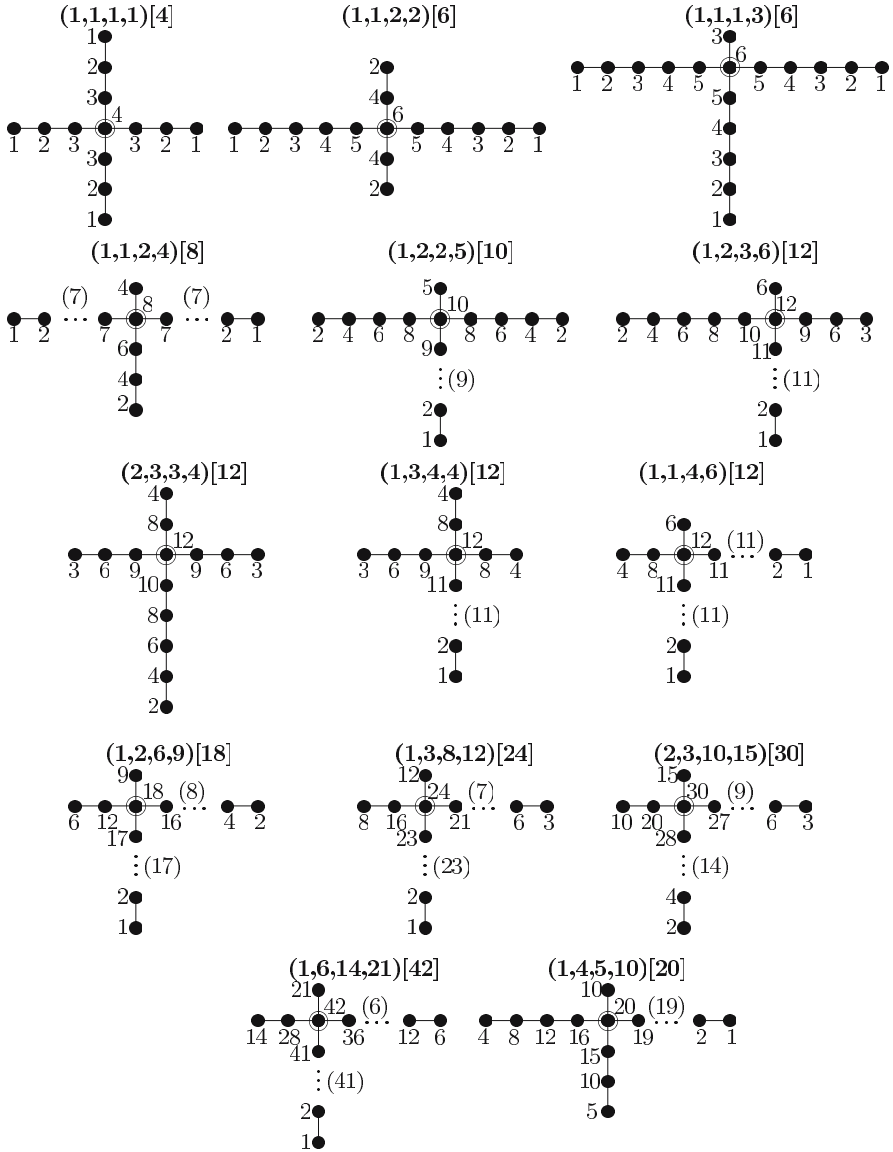 (1,1,1,1)[4] (1,1,2,2)[6] (1,1,1,3)[6]
1 3
2 2 6
3 4 1 2 3 4 5 5 4 3 2 1
4 6 5
1 2 3 3 2 1 1 2 3 4 5 5 4 3 2 1 4
3 4 3
2 2 2
1 1
(1,1,2,4)[8] (1,2,2,5)[10] (1,2,3,6)[12]
4 5 6
(7) 8 (7) 10 12
1 2 ... 7 7 ... 2 1 2 4 6 8 8 6 4 2 2 4 6 8 10 9 6 3
6 9 11
4 ⋮ (9) ⋮ (11)
2 2 2
1 1
(2,3,3,4)[12] (1,3,4,4)[12] (1,1,4,6)[12]
4 4
8 8 6
12 12 12 (11)
3 6 9 9 6 3 3 6 9 8 4 4 8 11 ... 2 1
10 11 11
8 ⋮ (11) ⋮ (11)
6 2 2
4 1 1
2
(1,2,6,9)[18] (1,3,8,12)[24] (2,3,10,15)[30]
9 12 15
18 (8) 24 (7) 30 (9)
6 12 16 ... 4 2 8 16 21 ... 6 3 10 20 27 ... 6 3
17 23 28
⋮ (17) ⋮ (23) ⋮ (14)
2 2 4
1 1 2
(1,6,14,21)[42] (1,4,5,10)[20]
21 10
42 (6) 20 (19)
14 28 36 ... 12 6 4 8 12 16 19 ... 2 1
41 15
⋮ (41) 10
2 5
1